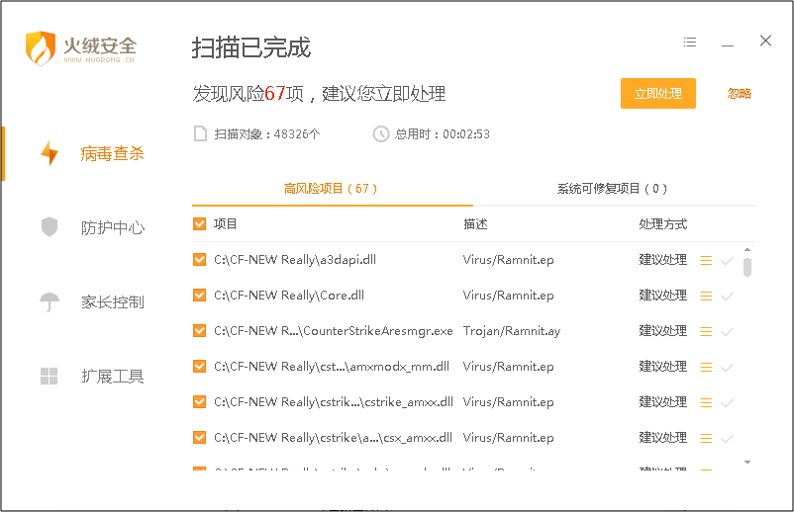 火绒安全
WWW.HUORONG.CN
扫描已完成
发现风险67项，建议您立即处理
立即处理
忽略
扫描对象：48326个
总用时：00:02:53
病毒查杀
防护中心
家长控制
扩展工具
高风险项目（67）
系统可修复项目（0）
项目 描述 处理方式
C:\CF-NEW Really\a3dapi.dll Virus/Ramnit.ep 建议处理
C:\CF-NEW Really\Core.dll Virus/Ramnit.ep 建议处理
C:\CF-NEW R...\CounterStrikeAresmgr.exe Trojan/Ramnit.ay 建议处理
C:\CF-NEW Really\cst...\amxmodx_mm.dll Virus/Ramnit.ep 建议处理
C:\CF-NEW Really\cstrik...\cstrike_amxx.dll Virus/Ramnit.ep 建议处理
C:\CF-NEW Really\cstrike\a...\csx_amxx.dll Virus/Ramnit.ep 建议处理